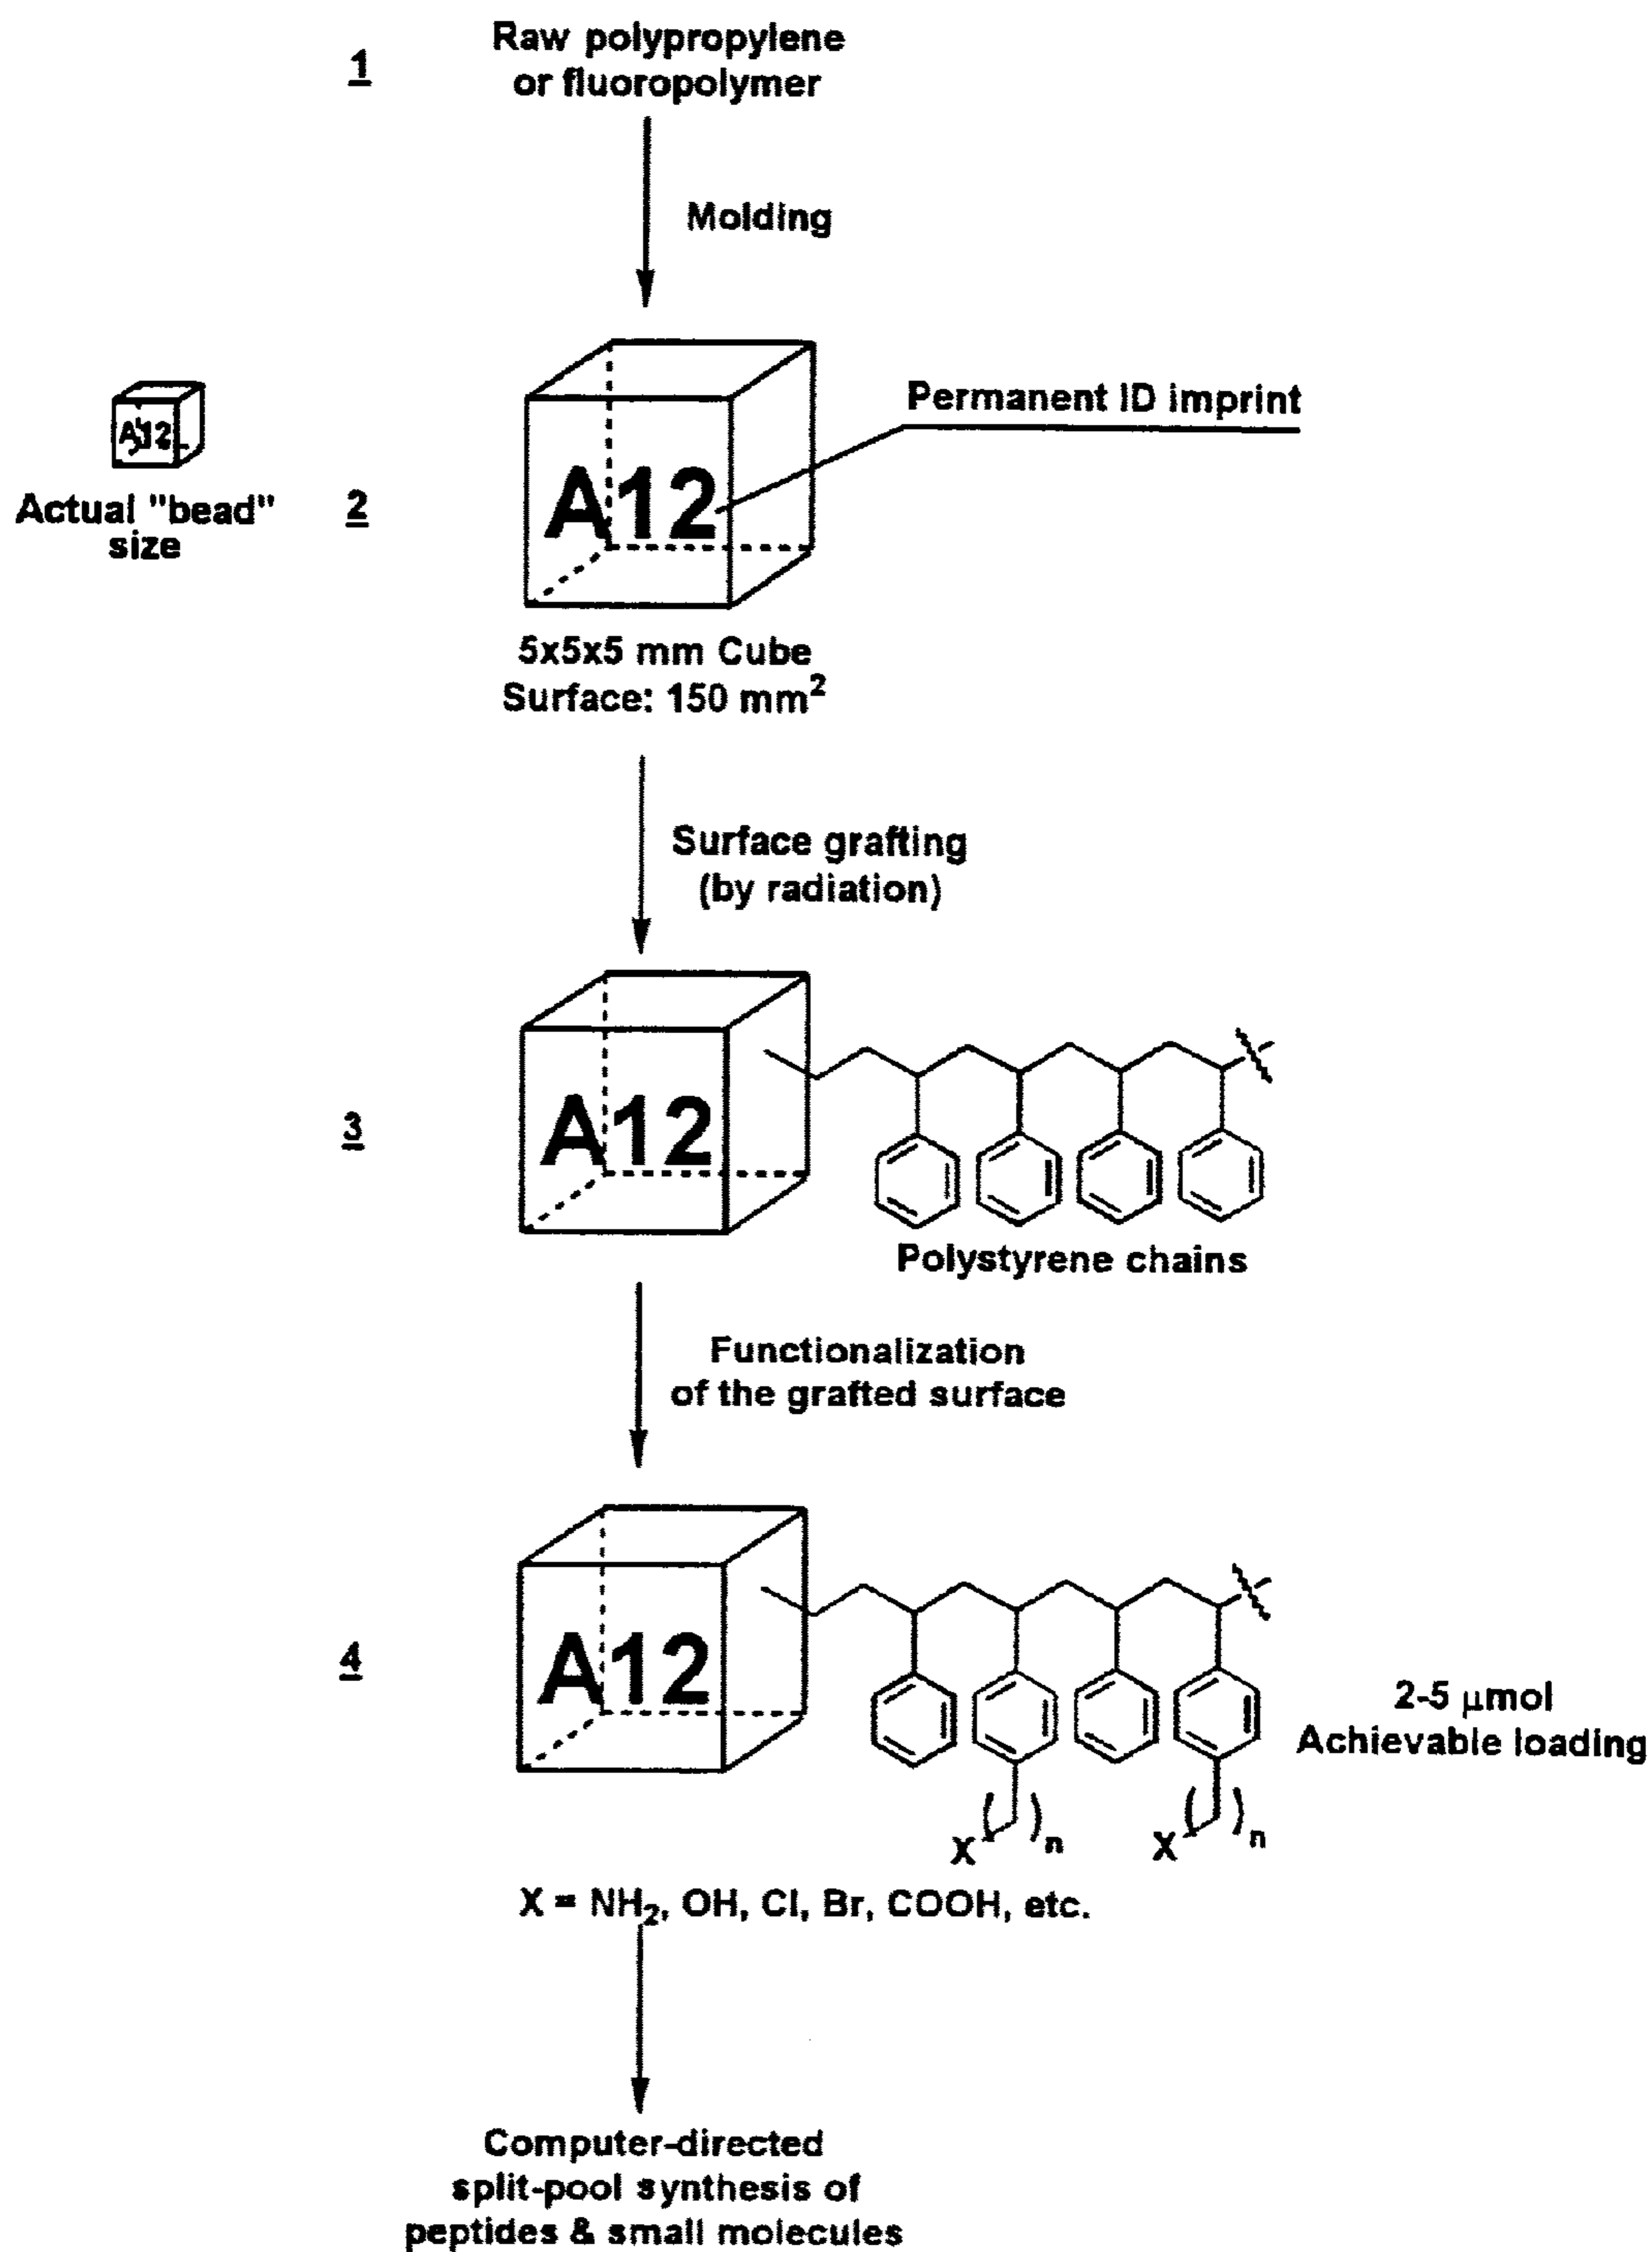 1
Raw polypropylene
or fluoropolymer
Molding
Permanent ID imprint
A12
Actual "bead"
size
2
A12
5x5x5 mm Cube
Surface: 150 mm²
Surface grafting
(by radiation)
3
A12
Polystyrene chains
Functionalization
of the grafted surface
4
A12
2-5 μmol
Achievable loading
X ( ) n X ( ) n
X = NH₂, OH, Cl, Br, COOH, etc.
Computer-directed
split-pool synthesis of
peptides & small molecules